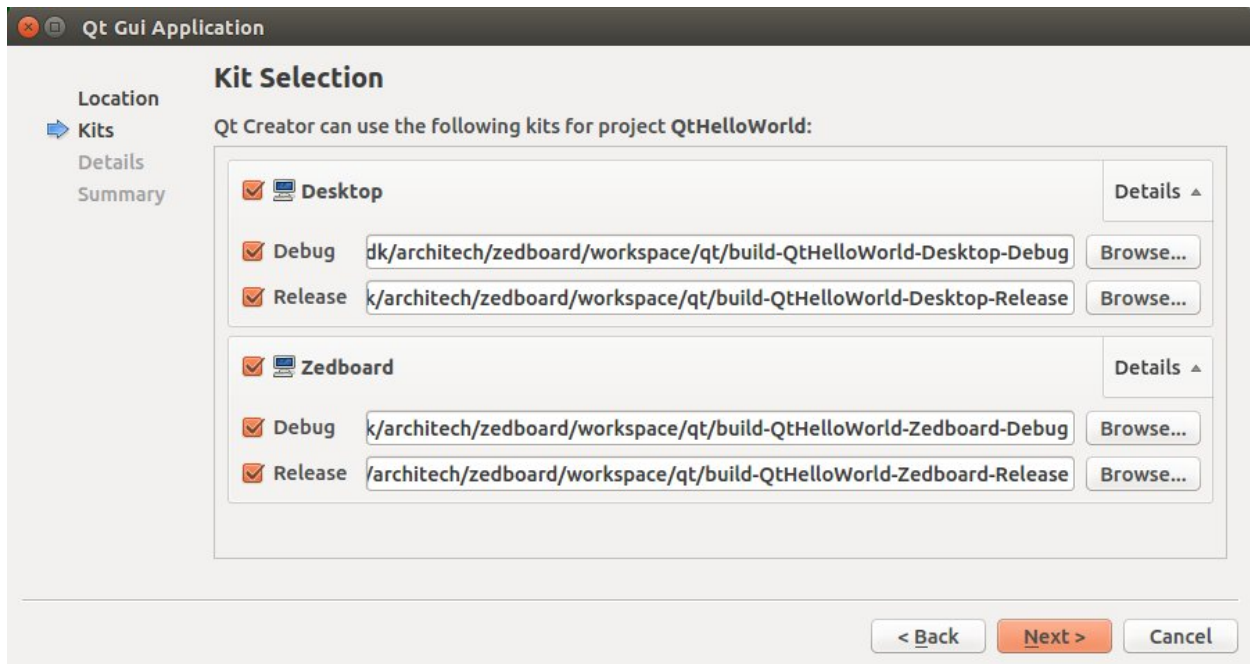 Qt Gui Application
Location
Kits
Details
Summary
Kit Selection
Qt Creator can use the following kits for project QtHelloWorld:
Desktop Details
Debug dk/architech/zedboard/workspace/qt/build-QtHelloWorld-Desktop-Debug Browse...
Release k/architech/zedboard/workspace/qt/build-QtHelloWorld-Desktop-Release Browse...
Zedboard Details
Debug k/architech/zedboard/workspace/qt/build-QtHelloWorld-Zedboard-Debug Browse...
Release /architech/zedboard/workspace/qt/build-QtHelloWorld-Zedboard-Release Browse...
< Back Next > Cancel